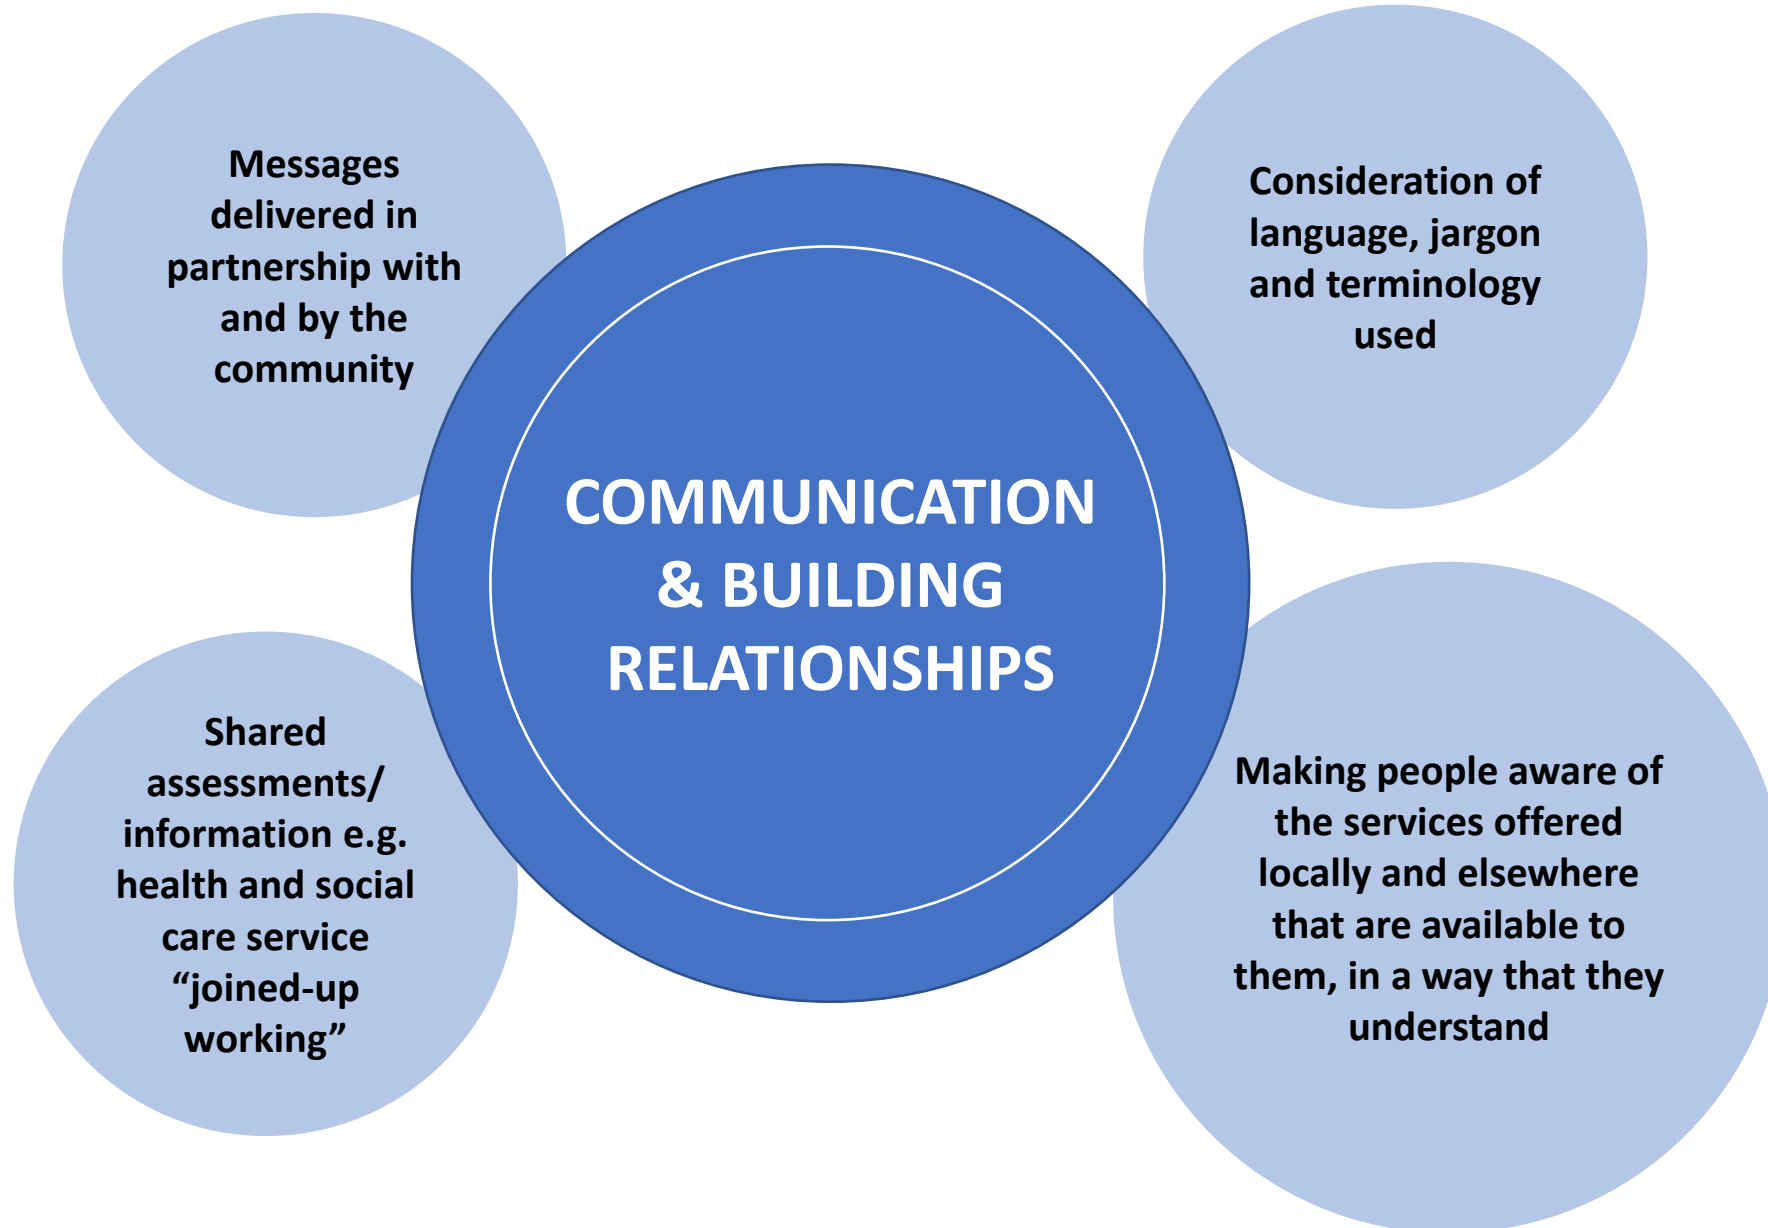 Messages
delivered in
partnership with
and by the
community
Consideration of
language, jargon
and terminology
used
COMMUNICATION
& BUILDING
RELATIONSHIPS
Shared
assessments/
information e.g.
health and social
care service
“joined-up
working”
Making people aware of
the services offered
locally and elsewhere
that are available to
them, in a way that they
understand